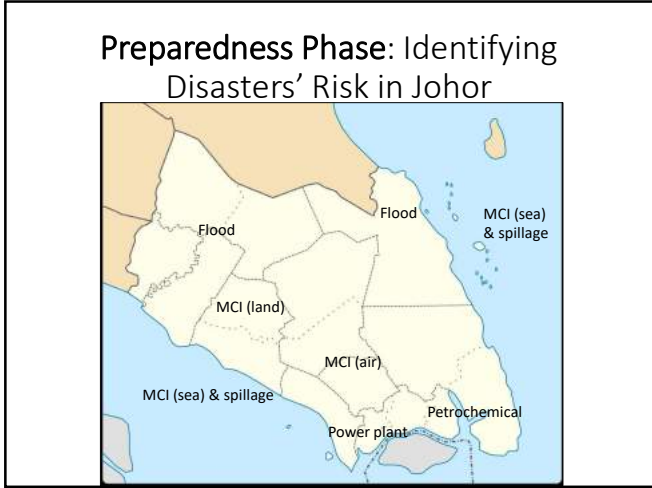 Preparedness Phase: Identifying
Disasters’ Risk in Johor
Flood
MCI (sea)
& spillage
Flood
MCI (land)
MCI (air)
MCI (sea) & spillage
Petrochemical
Power plant